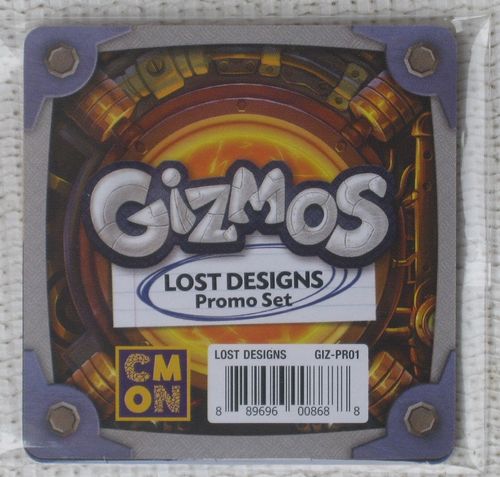 GIZMOS
LOST DESIGNS
Promo Set
CM
ON
LOST DESIGNS GIZ-PR01
8 89696 00868 8